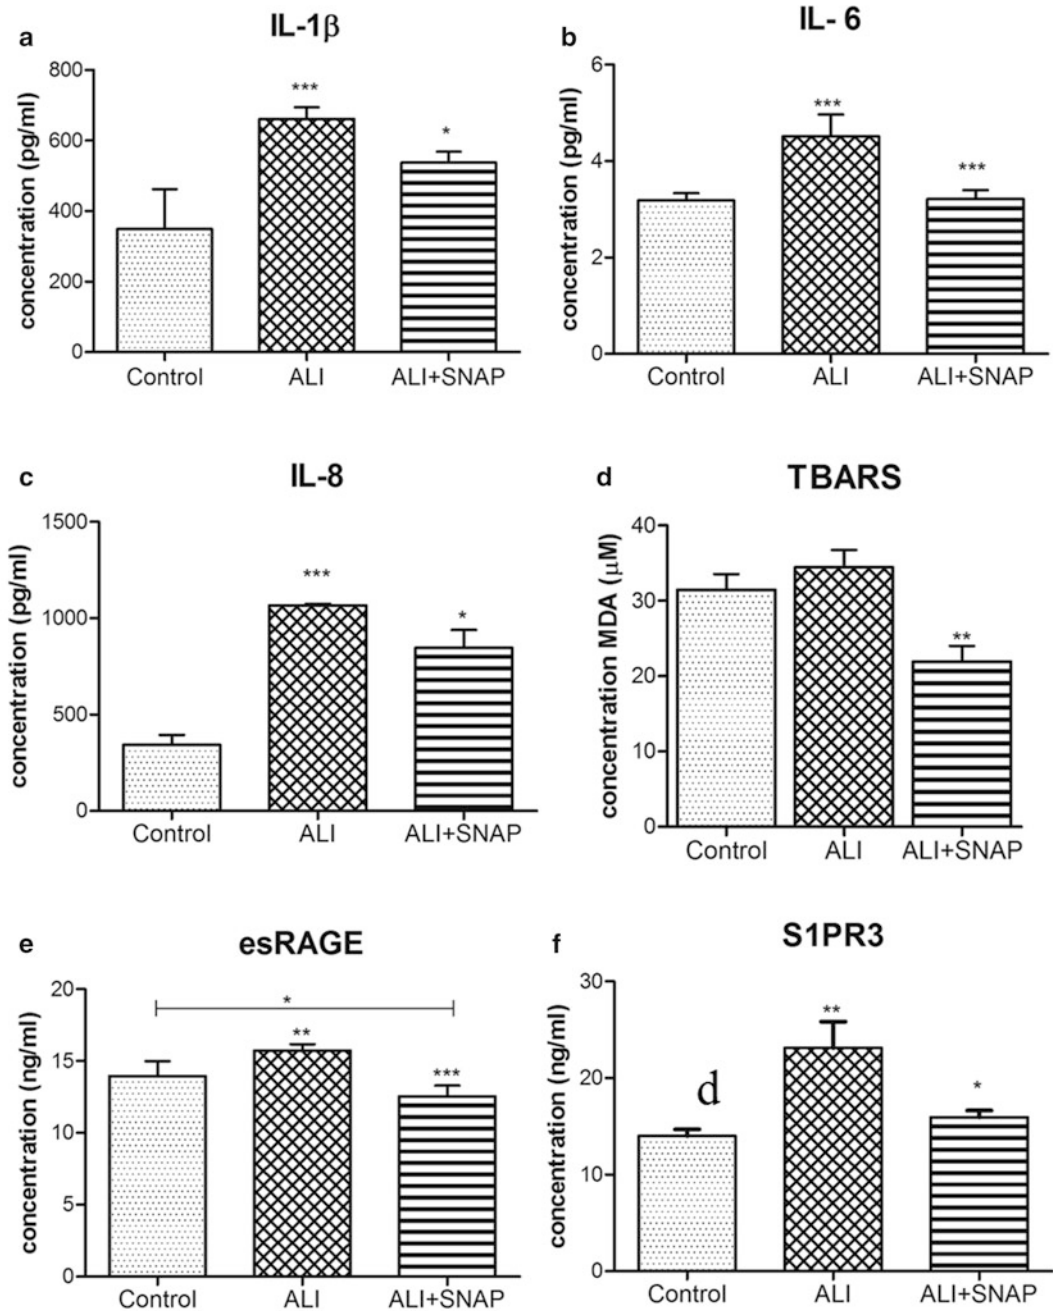 a
IL-1β
concentration (pg/ml)
800
600
400
200
0
***
*
Control ALI ALI+SNAP
b
IL- 6
concentration (pg/ml)
6
4
2
0
***
***
Control ALI ALI+SNAP
c
IL-8
concentration (pg/ml)
1500
1000
500
0
***
*
Control ALI ALI+SNAP
d
TBARS
concentration MDA (μM)
40
30
20
10
0
**
Control ALI ALI+SNAP
e
esRAGE
concentration (ng/ml)
20
15
10
5
0
*
**
***
Control ALI ALI+SNAP
f
S1PR3
concentration (ng/ml)
30
20
10
0
d
**
*
Control ALI ALI+SNAP